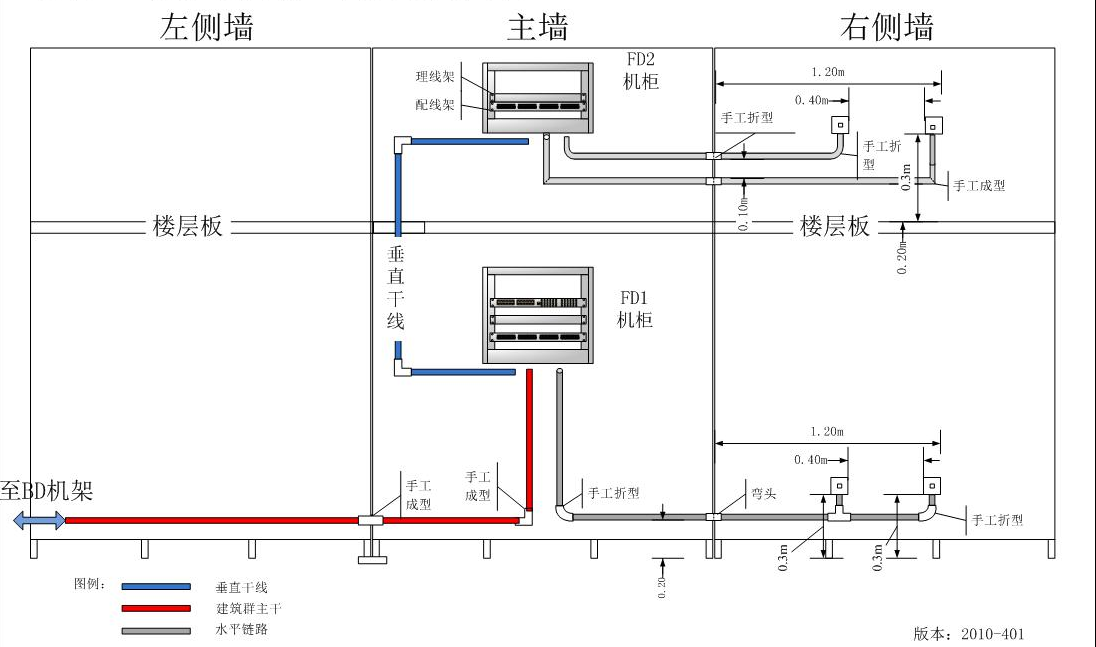 左侧墙
主墙
右侧墙
FD2
机柜
理线架
配线架
1.20m
0.40m
手工折型
手工折
型
0.3m
手工成型
0.10m
楼层板
楼层板
0.20m
垂直干线
FD1
机柜
1.20m
0.40m
至BD机架
手工
成型
手工
成型
手工折型
弯头
手工折型
0.3m
0.3m
0.20
图例：
垂直干线
建筑群主干
水平链路
版本：2010-401